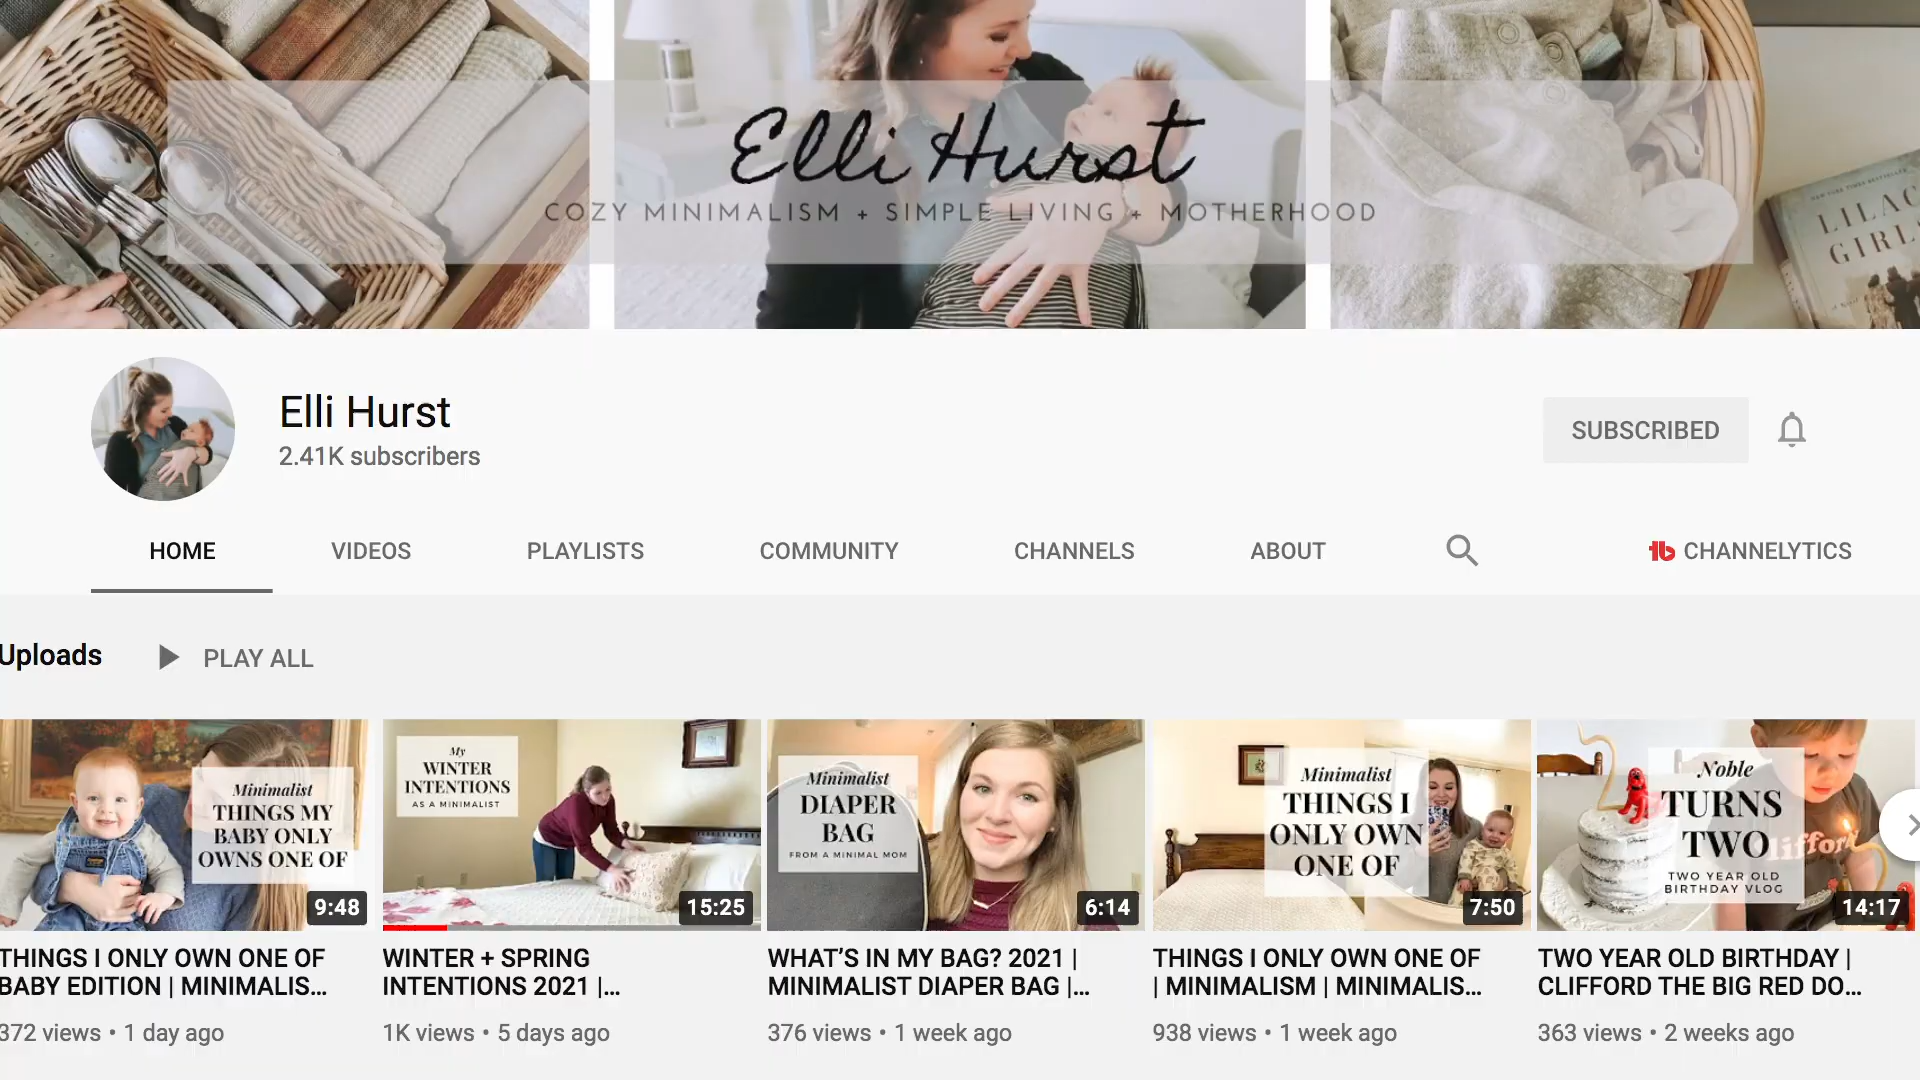 Elli Hurst
COZY MINIMALISM + SIMPLE LIVING + MOTHERHOOD
LILAC
GIRLS
Elli Hurst
2.41K subscribers
SUBSCRIBED
HOME
VIDEOS
PLAYLISTS
COMMUNITY
CHANNELS
ABOUT
CHANNELYTICS
Uploads
PLAY ALL
Minimalist
THINGS MY
BABY ONLY
OWNS ONE OF
9:48
THINGS I ONLY OWN ONE OF
BABY EDITION | MINIMALIS...
372 views • 1 day ago
My
WINTER
INTENTIONS
AS A MINIMALIST
15:25
WINTER + SPRING
INTENTIONS 2021 |...
1K views • 5 days ago
Minimalist
DIAPER
BAG
FROM A MINIMAL MOM
6:14
WHAT'S IN MY BAG? 2021 |
MINIMALIST DIAPER BAG |...
376 views • 1 week ago
Minimalist
THINGS I
ONLY OWN
ONE OF
7:50
THINGS I ONLY OWN ONE OF
| MINIMALISM | MINIMALIS...
938 views • 1 week ago
Noble
TURNS
TWO
TWO YEAR OLD
BIRTHDAY VLOG
Clifford
14:17
TWO YEAR OLD BIRTHDAY |
CLIFFORD THE BIG RED DO...
363 views • 2 weeks ago